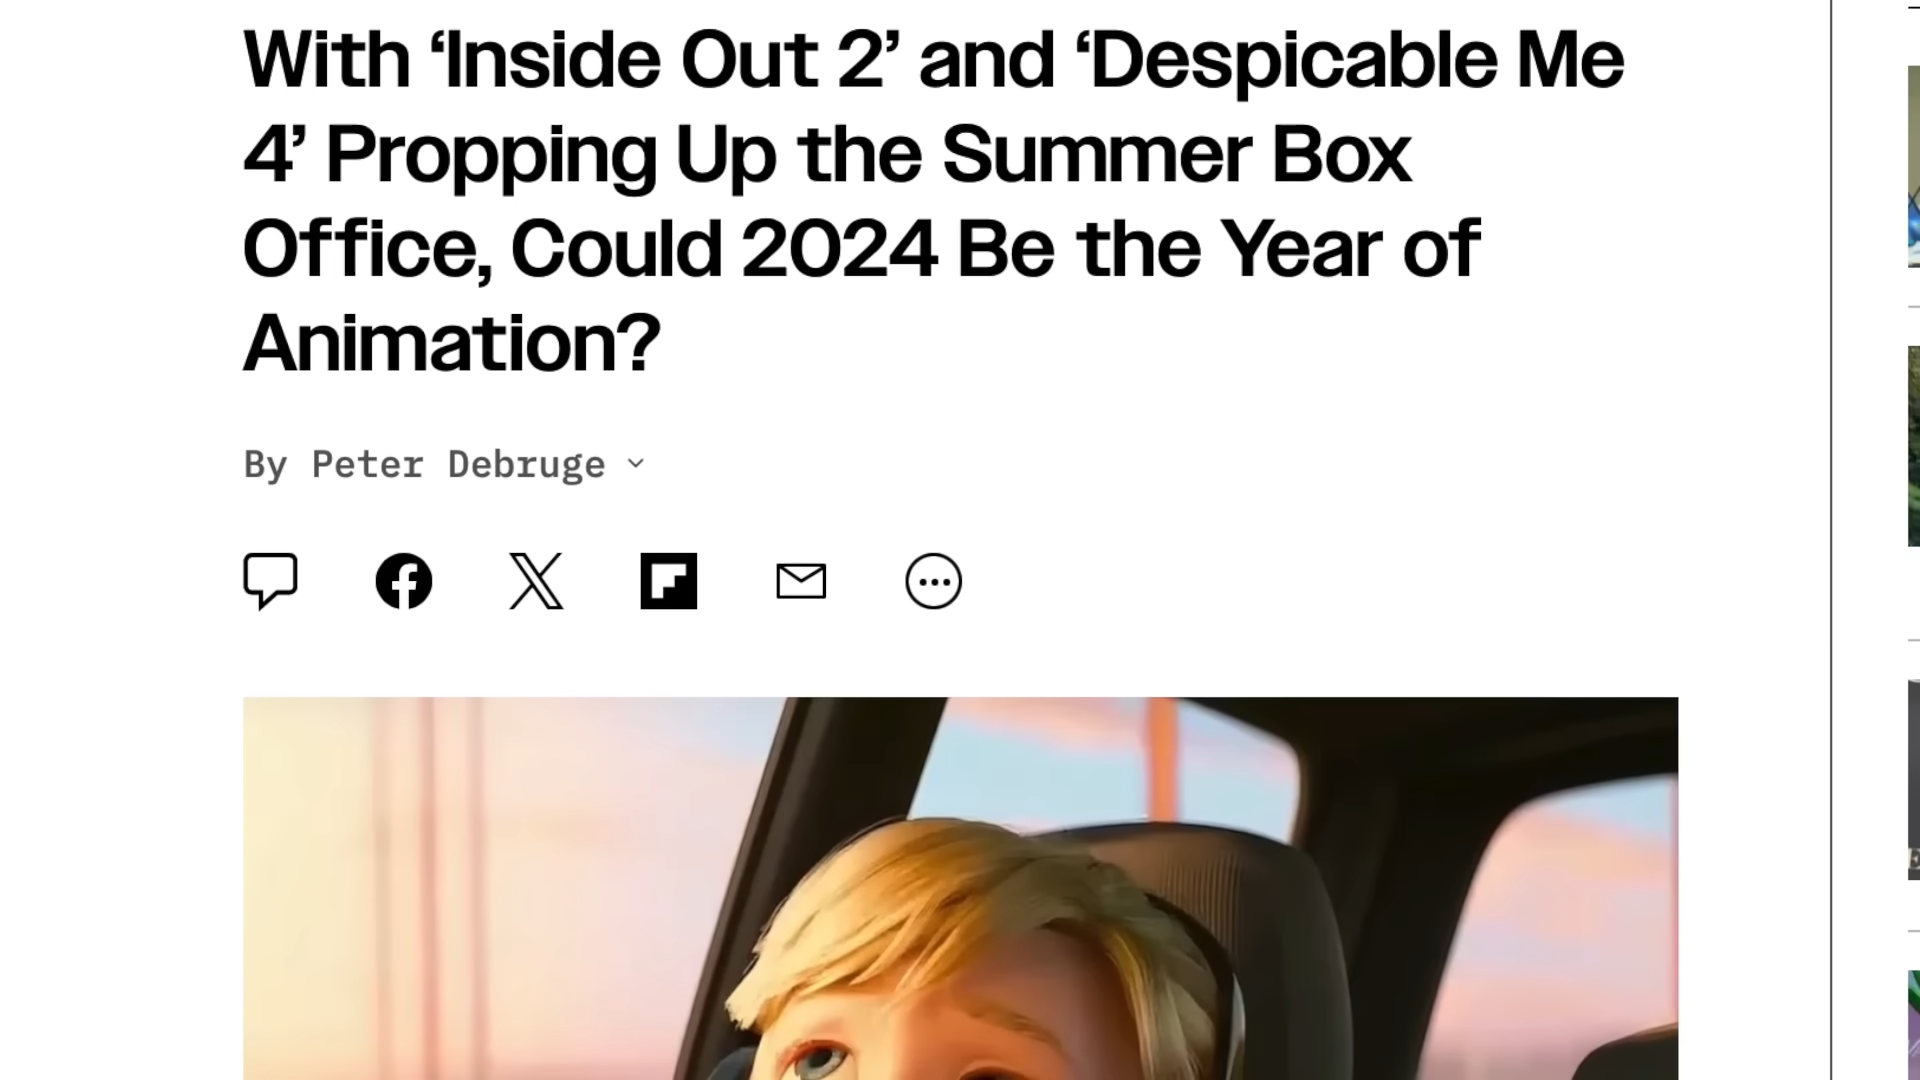 With ‘Inside Out 2’ and ‘Despicable Me
4’ Propping Up the Summer Box
Office, Could 2024 Be the Year of
Animation?
By Peter Debruge